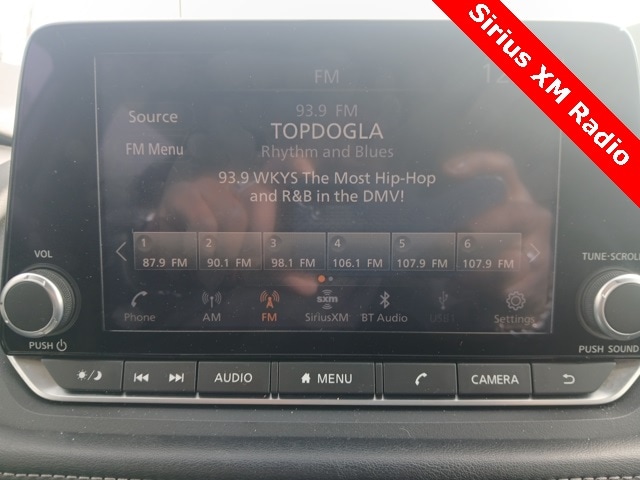 Sirius XM Radio
FM
12
93.9 FM
Source
TOPDOGLA
FM Menu
Rhythm and Blues
93.9 WKYS The Most Hip-Hop
and R&B in the DMV!
1 2 3 4 5 6
87.9 FM 90.1 FM 98.1 FM 106.1 FM 107.9 FM 107.9 FM
VOL
TUNE·SCROLL
sxm
Phone AM FM SiriusXM BT Audio USB1 Settings
PUSH
PUSH SOUND
AUDIO MENU CAMERA